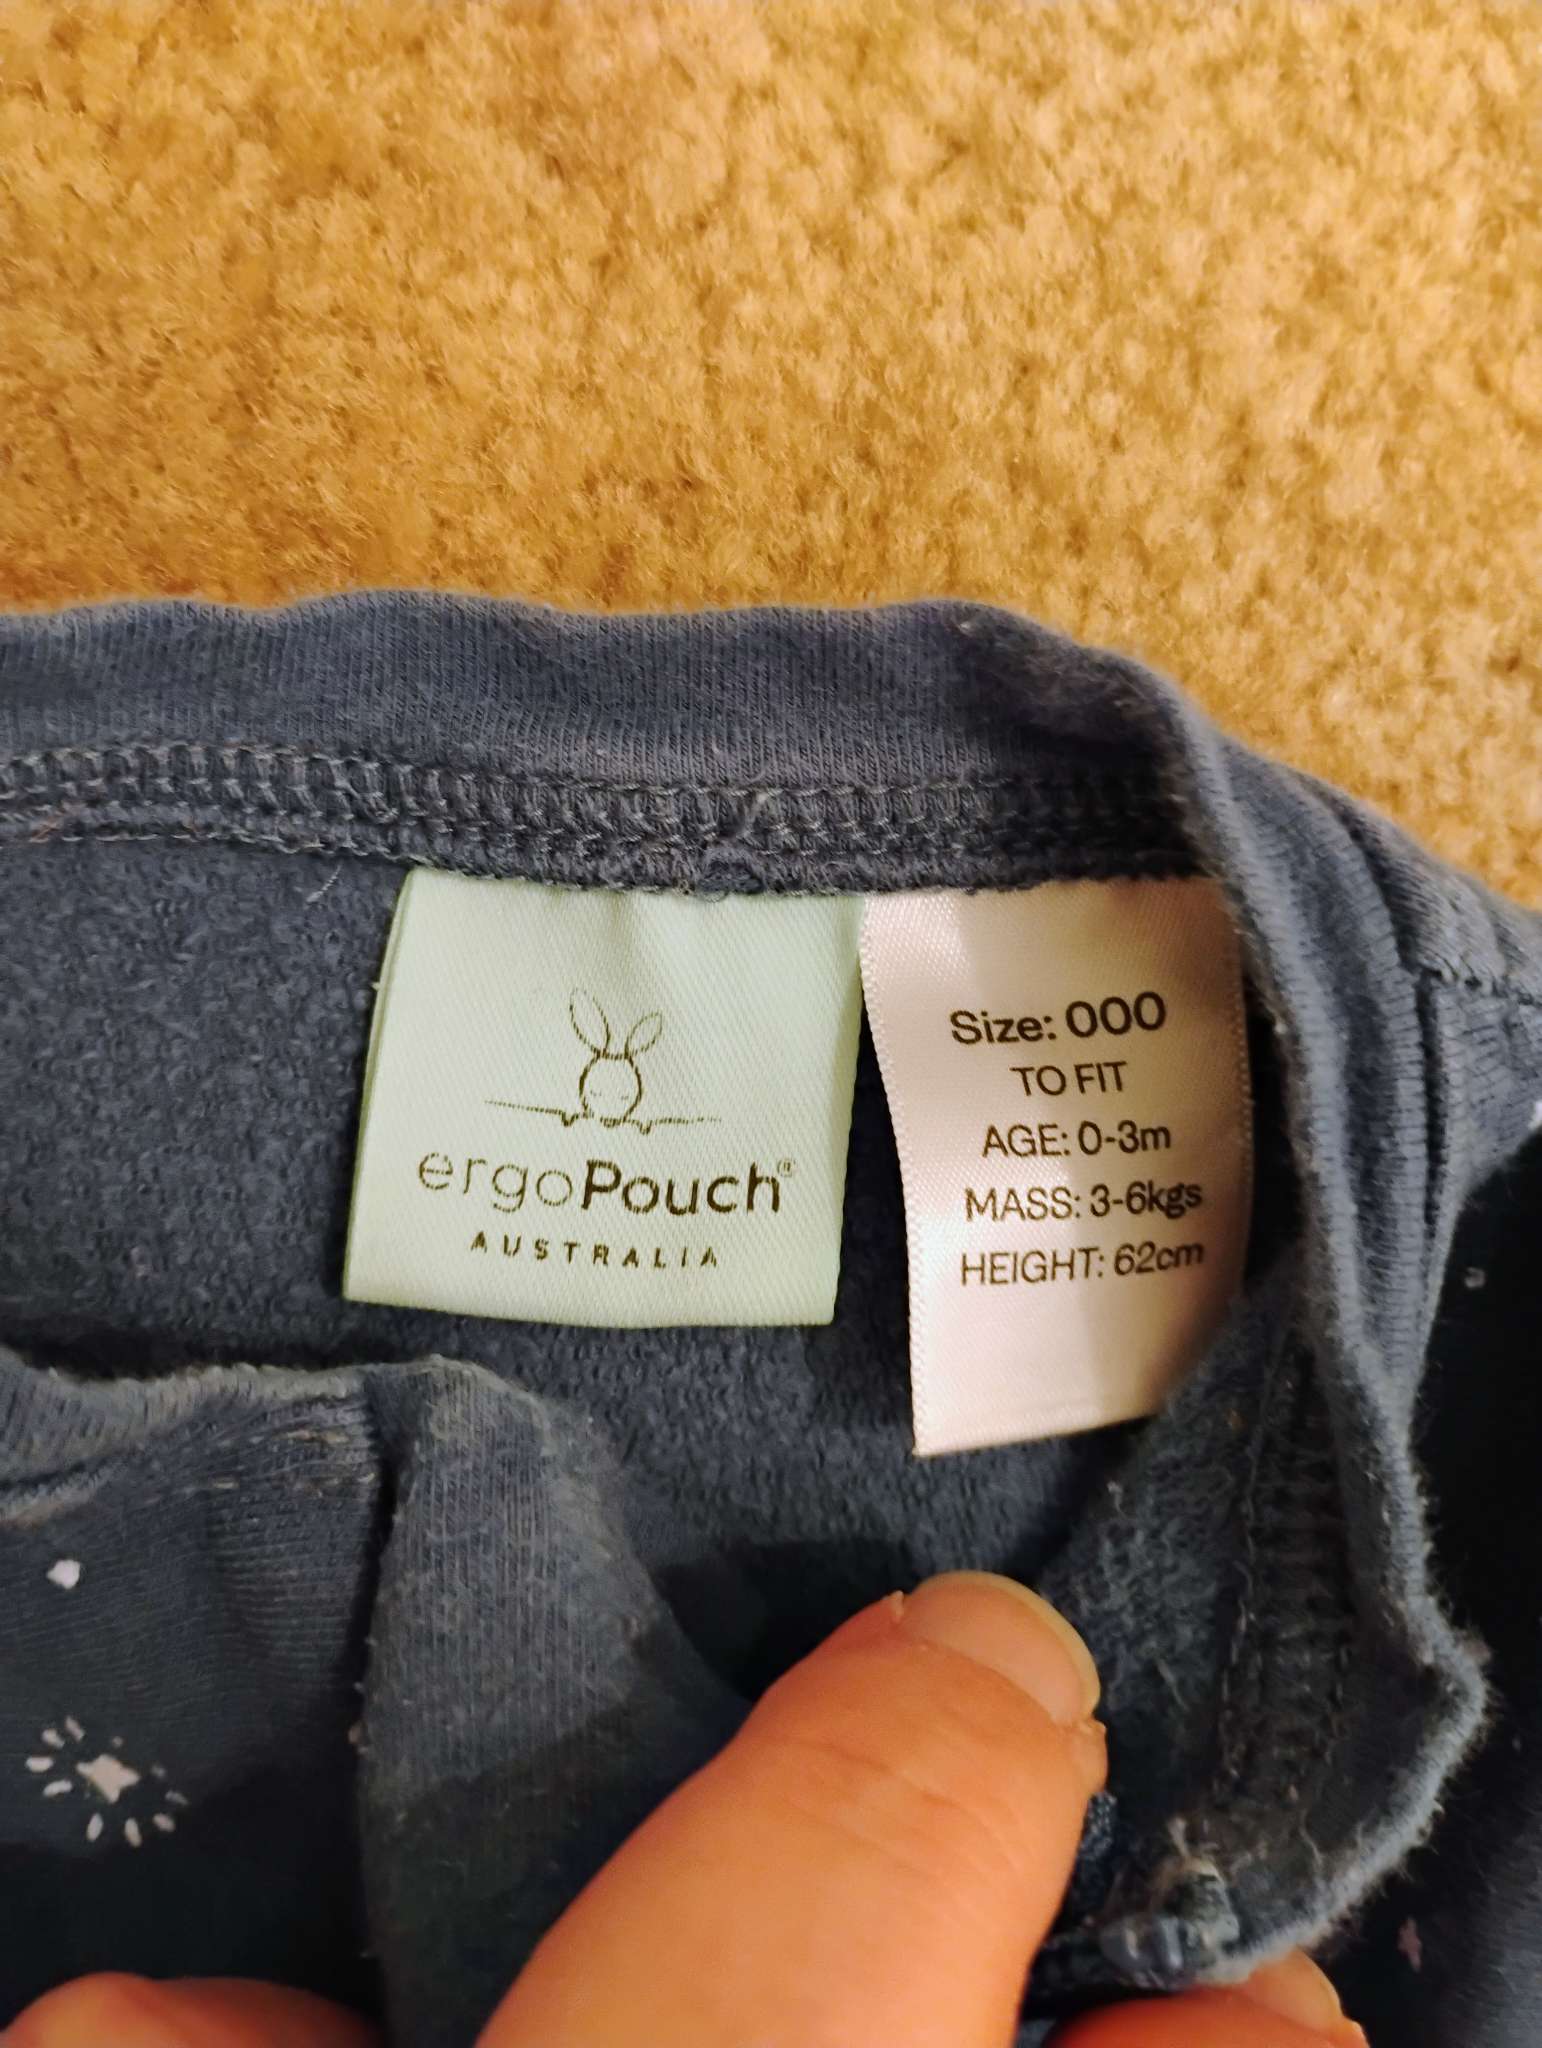 ergoPouch®
AUSTRALIA
Size: 000
TO FIT
AGE: 0-3m
MASS: 3-6kgs
HEIGHT: 62cm